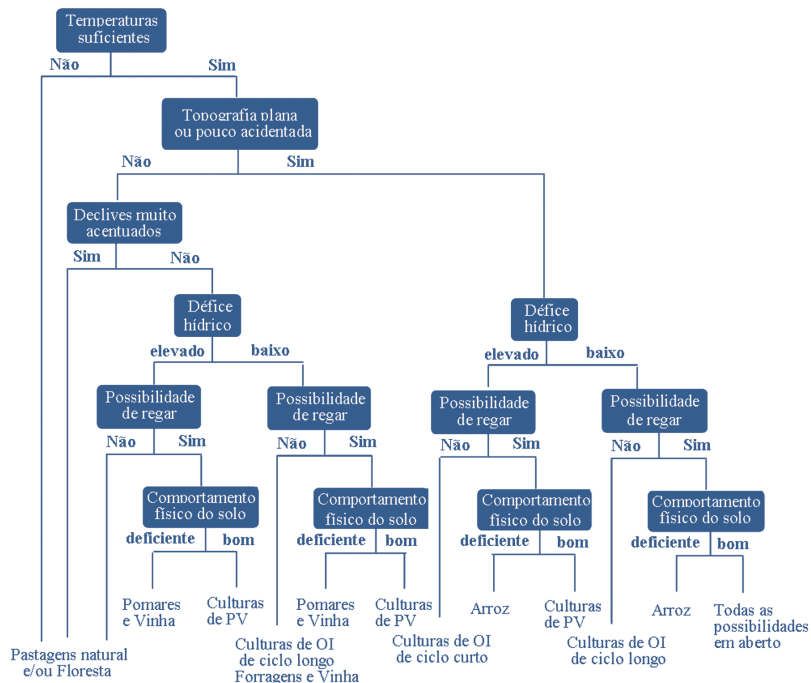 Temperaturas
suficientes
Não
Sim
Topografia plana
ou pouco acidentada
Não
Sim
Declives muito
acentuados
Sim
Não
Défice
hídrico
Défice
hídrico
elevado
baixo
elevado
baixo
Possibilidade
de regar
Possibilidade
de regar
Possibilidade
de regar
Possibilidade
de regar
Não
Sim
Não
Sim
Não
Sim
Não
Sim
Comportamento
físico do solo
Comportamento
físico do solo
Comportamento
físico do solo
Comportamento
físico do solo
deficiente
bom
deficiente
bom
deficiente
bom
deficiente
bom
Pomares
e Vinha
Culturas
de PV
Pomares
e Vinha
Culturas
de PV
Arroz
Culturas
de PV
Arroz
Todas as
possibilidades
em aberto
Pastagens natural
e/ou Floresta
Culturas de OI
de ciclo longo
Forragens e Vinha
Culturas de OI
de ciclo curto
Culturas de OI
de ciclo longo